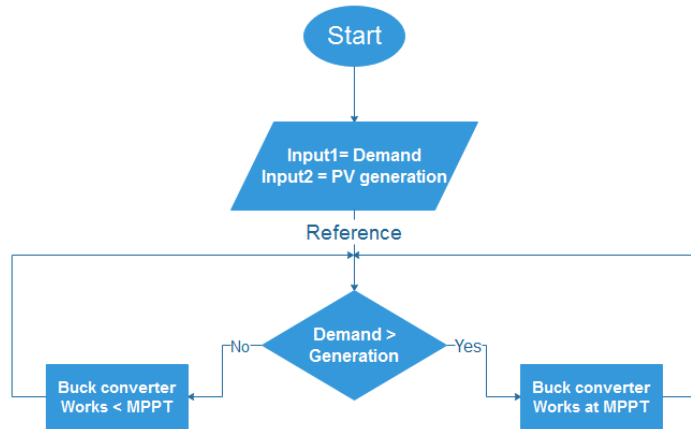 Start
Input1= Demand
Input2 = PV generation
Reference
Demand >
Generation
No
Yes
Buck converter
Works < MPPT
Buck converter
Works at MPPT